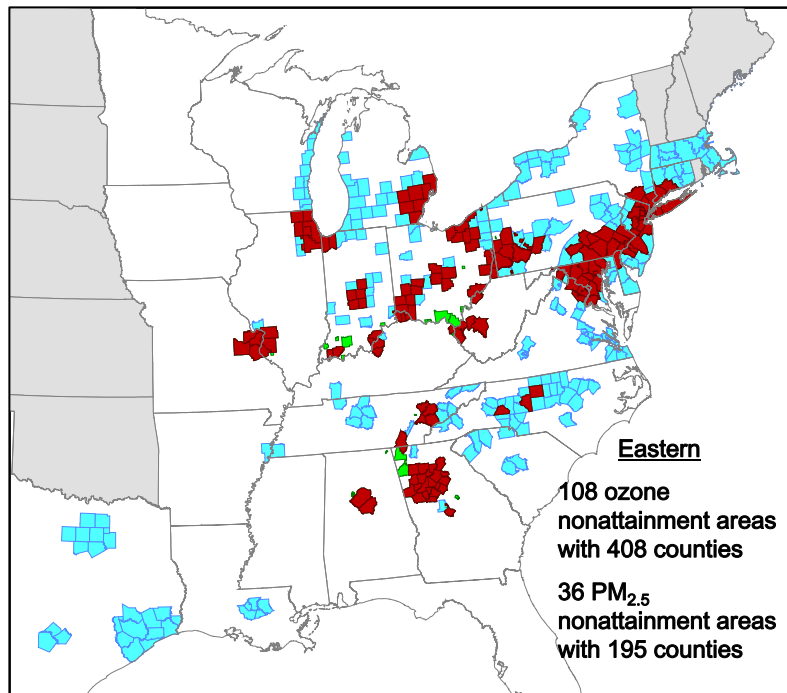 Eastern
108 ozone
nonattainment areas
with 408 counties
36 PM2.5
nonattainment areas
with 195 counties